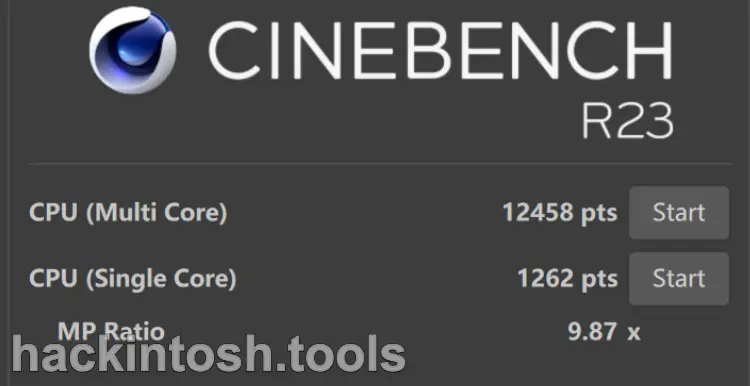 CINEBENCH
R23
CPU (Multi Core) 12458 pts Start
CPU (Single Core) 1262 pts Start
MP Ratio 9.87 x
hackintosh.tools